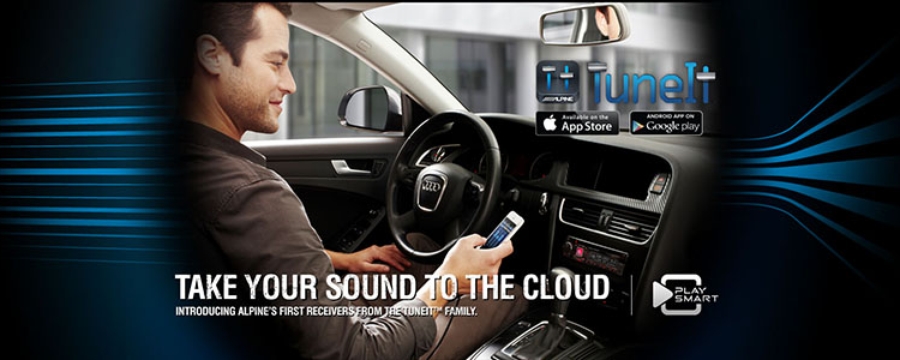 TuneIt
ALPINE
Available on the
App Store
ANDROID APP ON
Google play
TAKE YOUR SOUND TO THE CLOUD
INTRODUCING ALPINE'S FIRST RECEIVERS FROM THE TUNEIT™ FAMILY.
PLAY
SMART